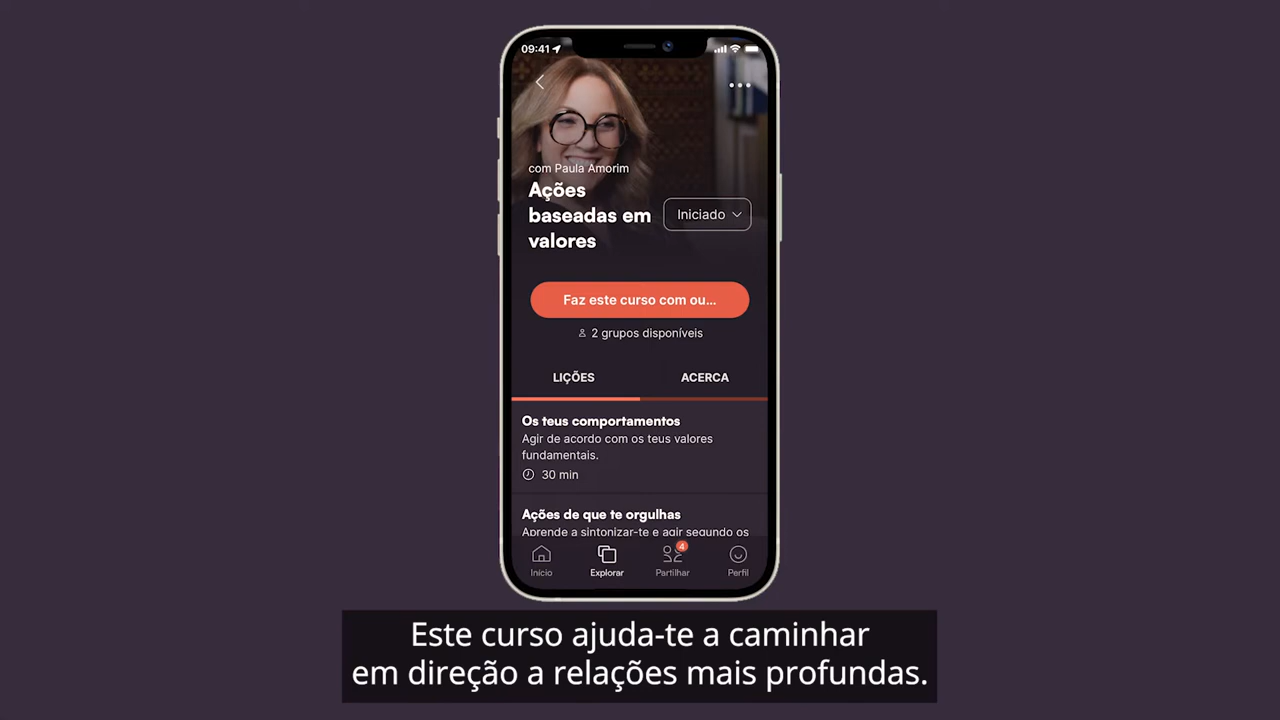 09:41
com Paula Amorim
Ações
baseadas em
valores
Iniciado
Faz este curso com ou...
2 grupos disponíveis
LIÇÕES
ACERCA
Os teus comportamentos
Agir de acordo com os teus valores
fundamentais.
30 min
Ações de que te orgulhas
Aprende a sintonizar-te e agir segundo os
4
Início
Explorar
Partilhar
Perfil
Este curso ajuda-te a caminhar
em direção a relações mais profundas.